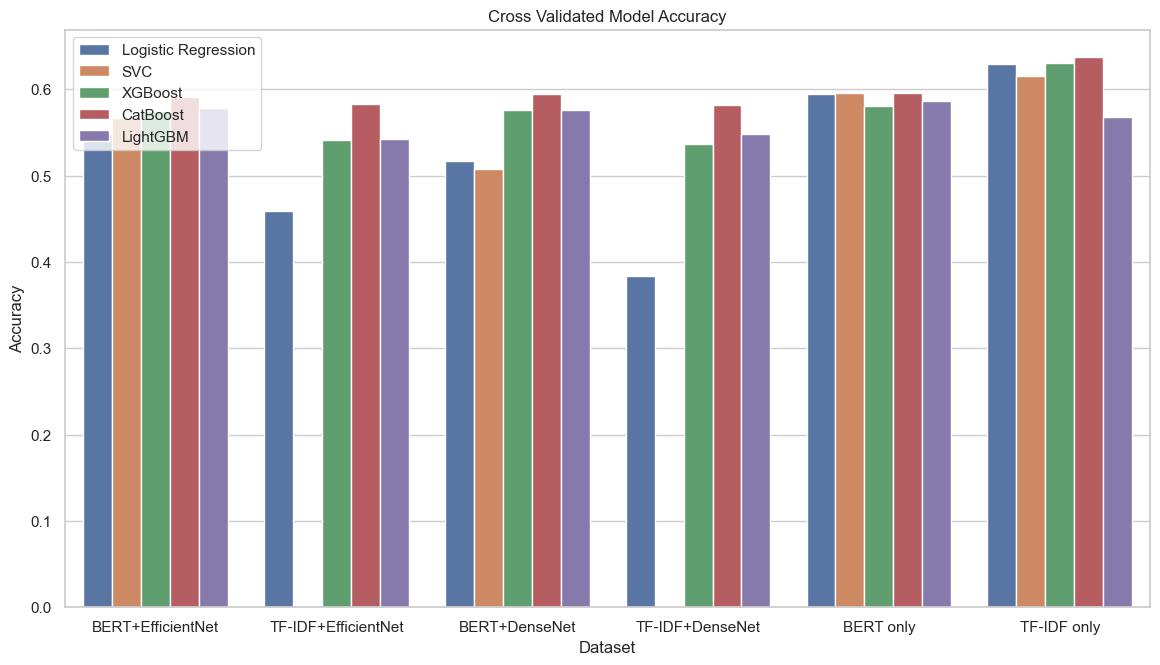 Cross Validated Model Accuracy
Logistic Regression
SVC
XGBoost
CatBoost
LightGBM
Accuracy
0.6
0.5
0.4
0.3
0.2
0.1
0.0
BERT+EfficientNet
TF-IDF+EfficientNet
BERT+DenseNet
TF-IDF+DenseNet
BERT only
TF-IDF only
Dataset